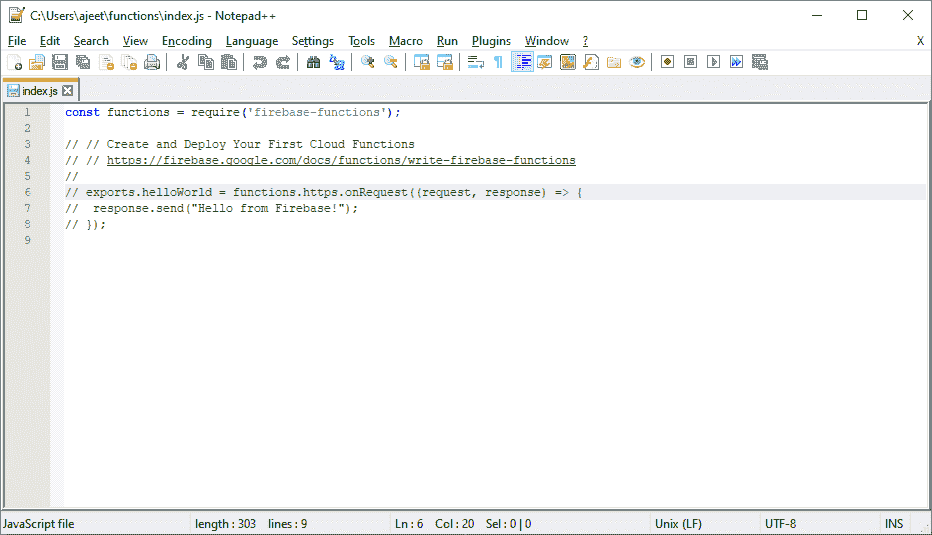 C:\Users\ajeet\functions\index.js - Notepad++
File Edit Search View Encoding Language Settings Tools Macro Run Plugins Window ? X
index.js
1 const functions = require('firebase-functions');
2
3 // // Create and Deploy Your First Cloud Functions
4 // // https://firebase.google.com/docs/functions/write-firebase-functions
5 //
6 // exports.helloWorld = functions.https.onRequest((request, response) => {
7 //  response.send("Hello from Firebase!");
8 // });
9
JavaScript file length : 303 lines : 9 Ln : 6 Col : 20 Sel : 0 | 0 Unix (LF) UTF-8 INS